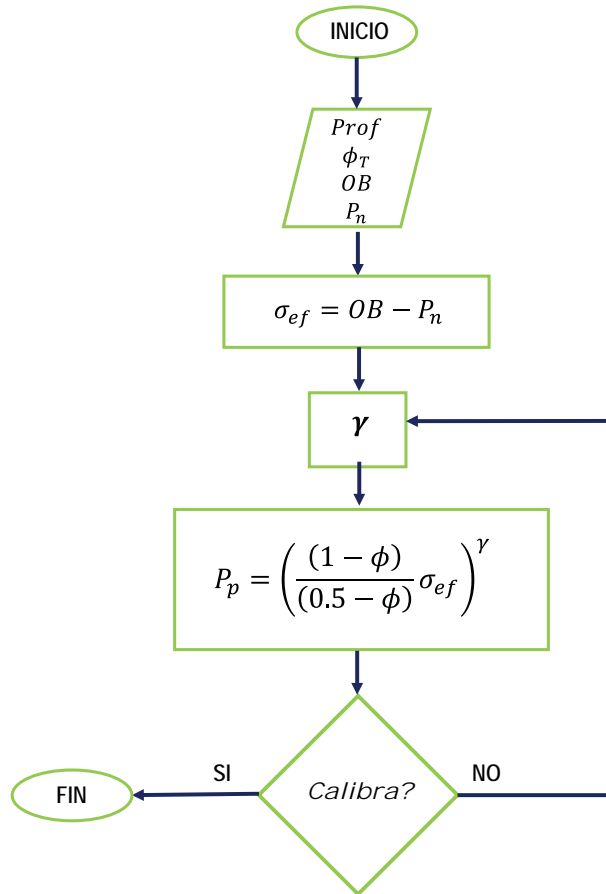 INICIO
Prof
ϕ_T
OB
P_n
σ_ef = OB − P_n
γ
P_p = ( (1 − ϕ) / (0.5 − ϕ) σ_ef )^γ
SI
NO
Calibra?
FIN